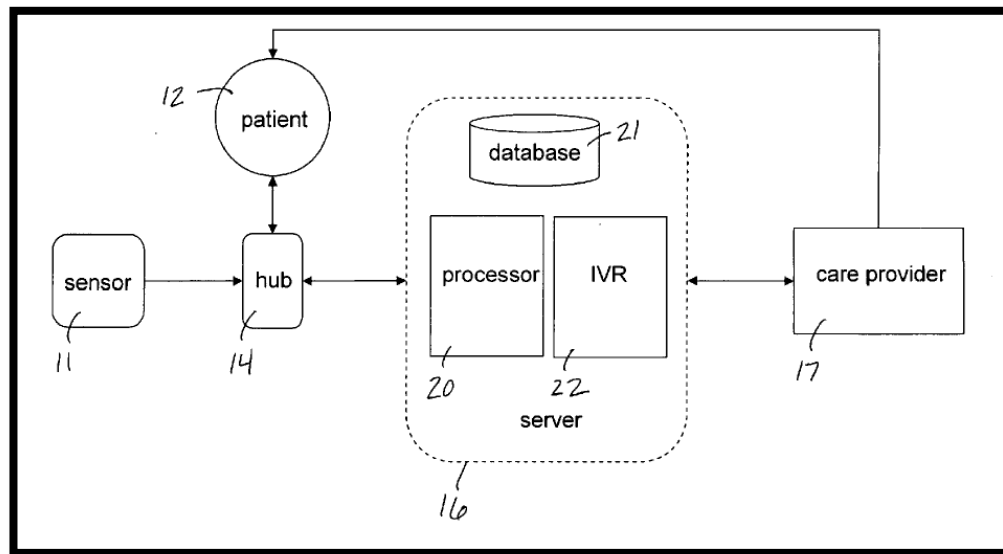 12
patient
database
21
sensor
hub
processor
IVR
care provider
11
14
20
22
17
server
16